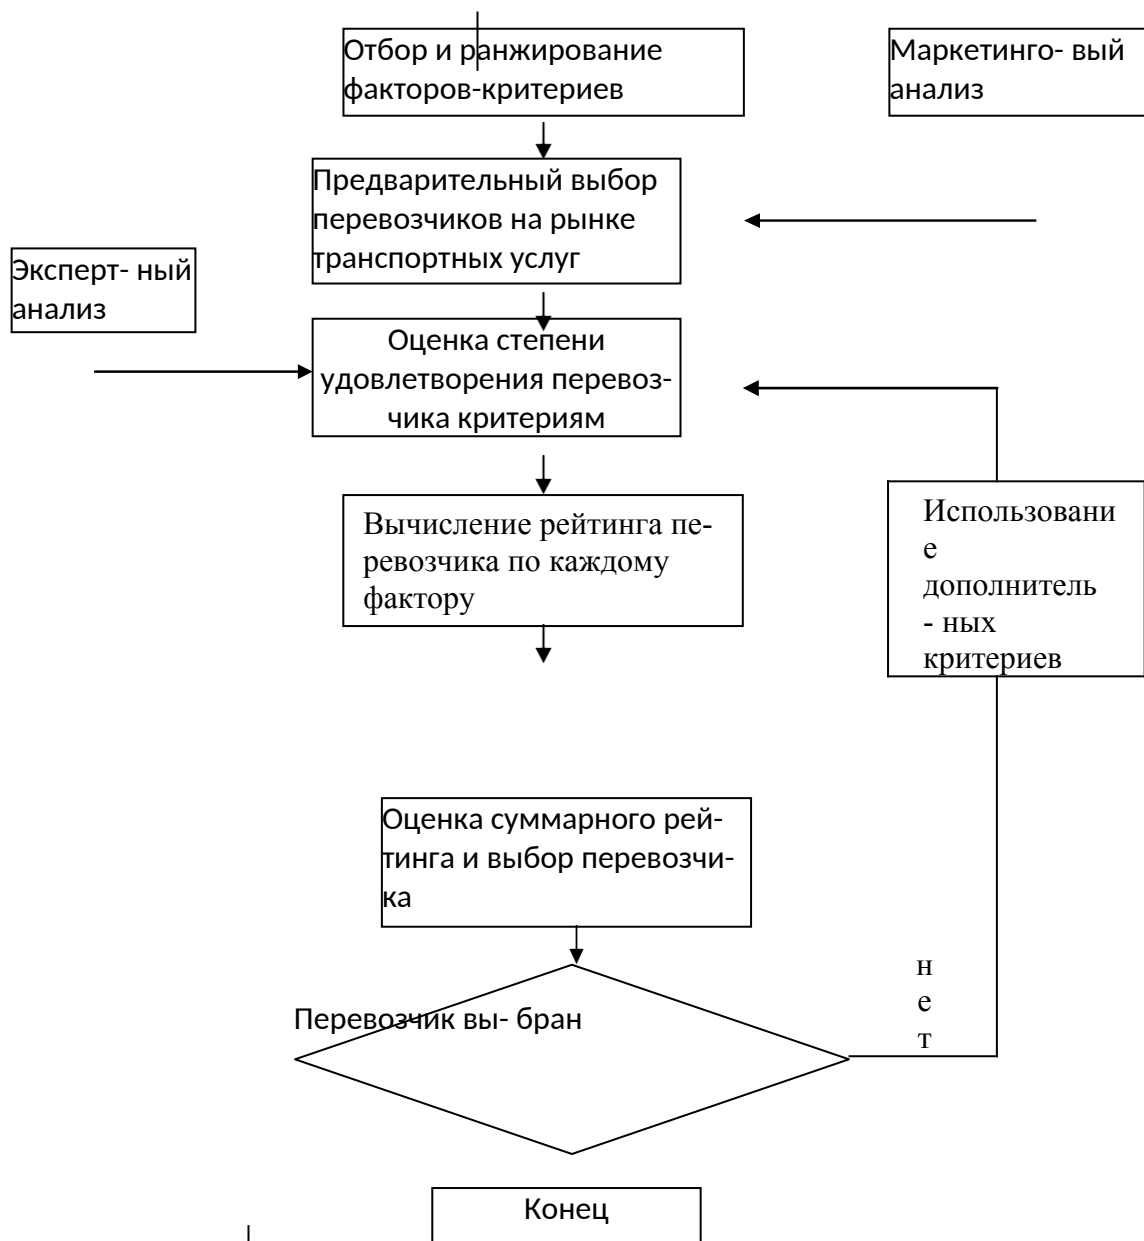 Отбор и ранжирование
факторов-критериев
Маркетинго- вый
анализ
Предварительный выбор
перевозчиков на рынке
транспортных услуг
Эксперт- ный
анализ
Оценка степени
удовлетворения перевоз-
чика критериям
Вычисление рейтинга пе-
ревозчика по каждому
фактору
Использовани
е
дополнитель
- ных
критериев
Оценка суммарного рей-
тинга и выбор перевозчи-
ка
н
е
т
Перевозчик вы- бран
Конец